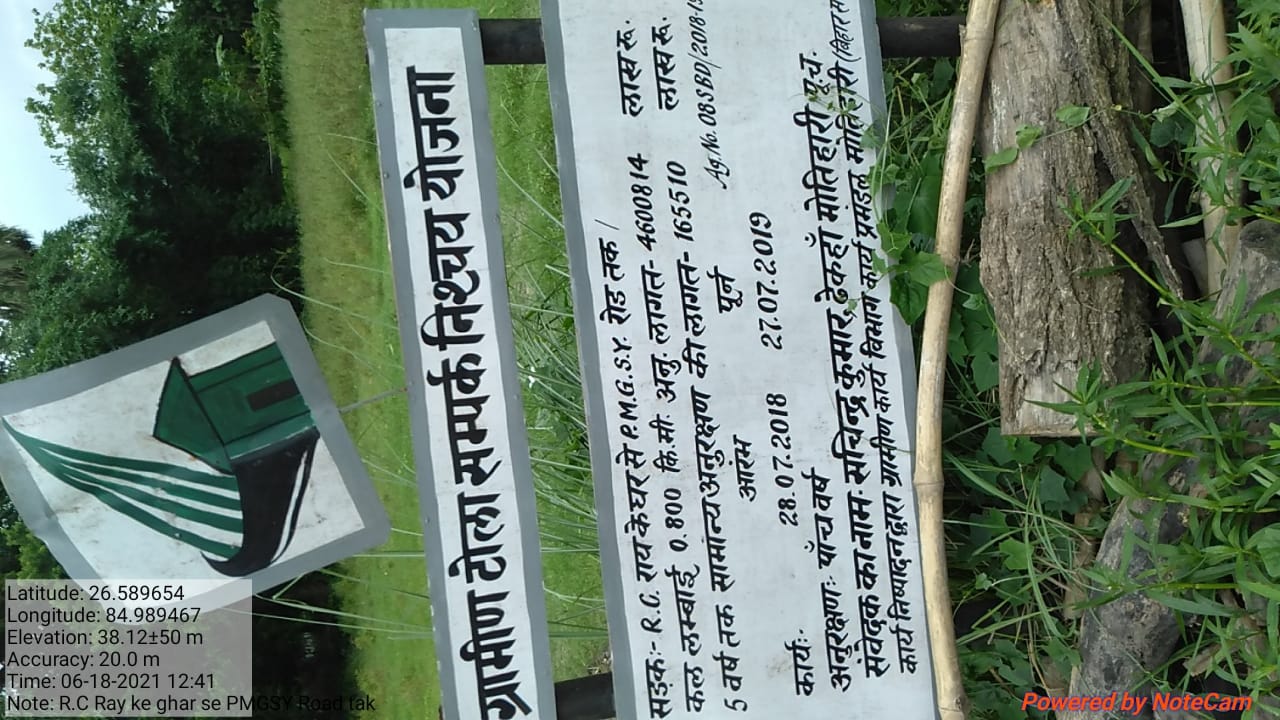 ग्रामीण टोला सम्पर्क निश्चय योजना
सड़कः- R.C. राय के घर से P.M.G.S.Y. रोड तक /
कुल लम्बाई 0.800 कि.मी. अनु. लागत- 4600814 लाख रू.
5 वर्ष तक सामान्य अनुरक्षण की लागत- 165510 लाख रू.
Ag.No. 08SBD/2018-19
आरम पूर्न
कार्यः- 28.07.2018 27.07.2019
अनुरक्षणः पाँच वर्ष
संवेदक का नाम. सचिन्द्र कुमार, ढेकहाँ मोतिहारी पू.च.
कार्य निष्पादन द्वारा ग्रामीण कार्य विभाग कार्य प्रमंडल मोतिहारी
Latitude: 26.589654
Longitude: 84.989467
Elevation: 38.12±50 m
Accuracy: 20.0 m
Time: 06-18-2021 12:41
Note: R.C Ray ke ghar se PMGSY Road tak
Powered by NoteCam